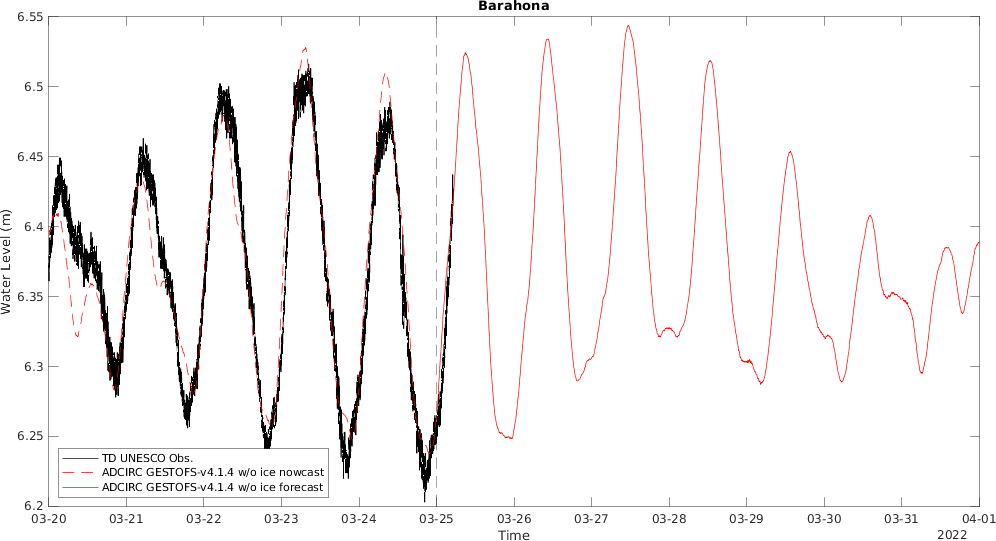 Barahona
6.55
6.5
6.45
6.4
6.35
6.3
6.25
6.2
Water Level (m)
TD UNESCO Obs.
ADCIRC GESTOFS-v4.1.4 w/o ice nowcast
ADCIRC GESTOFS-v4.1.4 w/o ice forecast
03-20 03-21 03-22 03-23 03-24 03-25 03-26 03-27 03-28 03-29 03-30 03-31 04-01
Time
2022